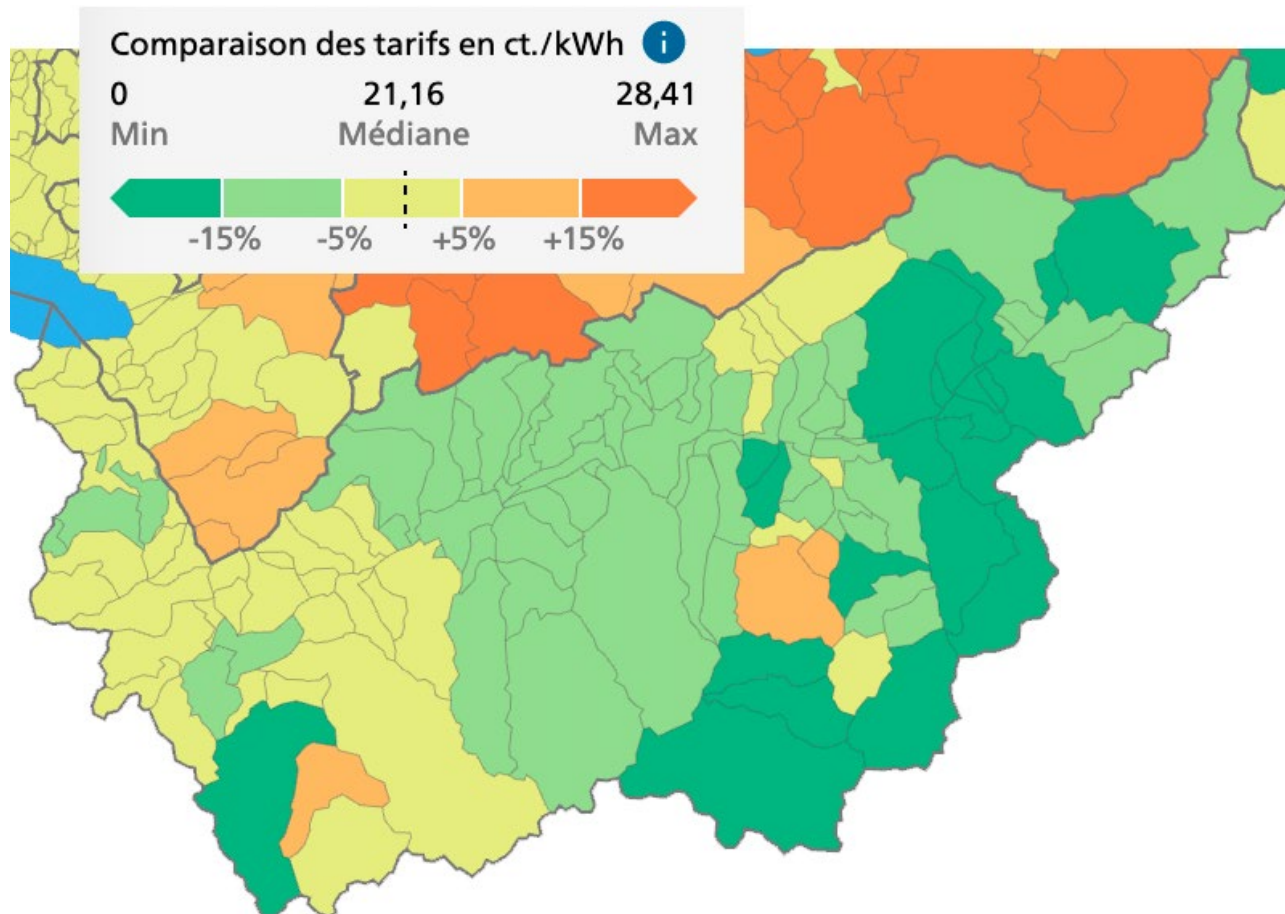 Comparaison des tarifs en ct./kWh i
0 21,16 28,41
Min Médiane Max
-15% -5% +5% +15%